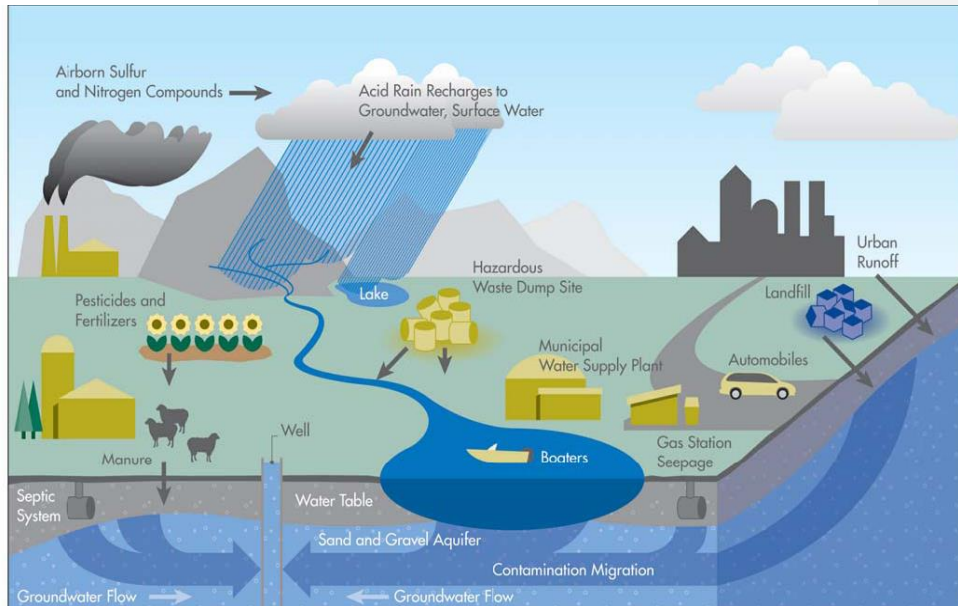 Airborn Sulfur
and Nitrogen Compounds
Acid Rain Recharges to
Groundwater, Surface Water
Urban
Runoff
Hazardous
Waste Dump Site
Lake
Landfill
Pesticides and
Fertilizers
Municipal
Water Supply Plant
Automobiles
Well
Boaters
Gas Station
Seepage
Manure
Septic
System
Water Table
Sand and Gravel Aquifer
Contamination Migration
Groundwater Flow
Groundwater Flow